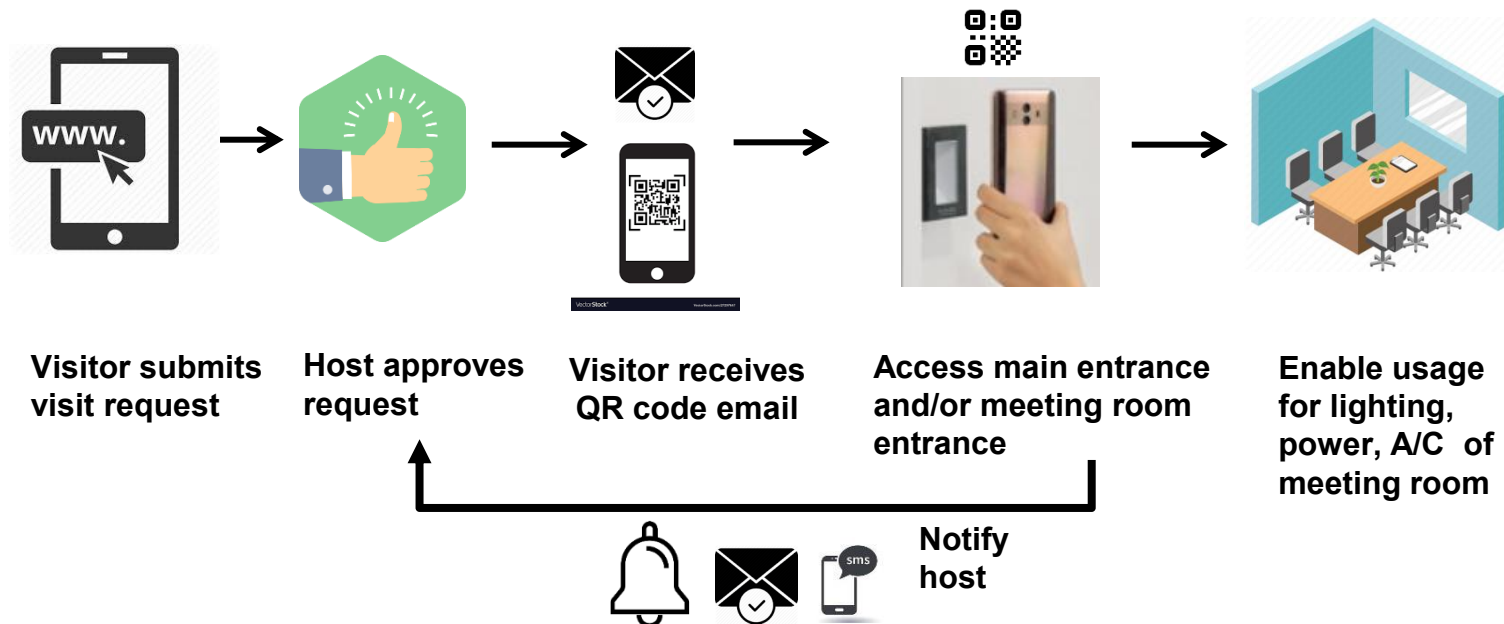 www.
Visitor submits
visit request
Host approves
request
VectorStock
Visitor receives
QR code email
Access main entrance
and/or meeting room
entrance
Enable usage
for lighting,
power, A/C of
meeting room
Notify
host
sms